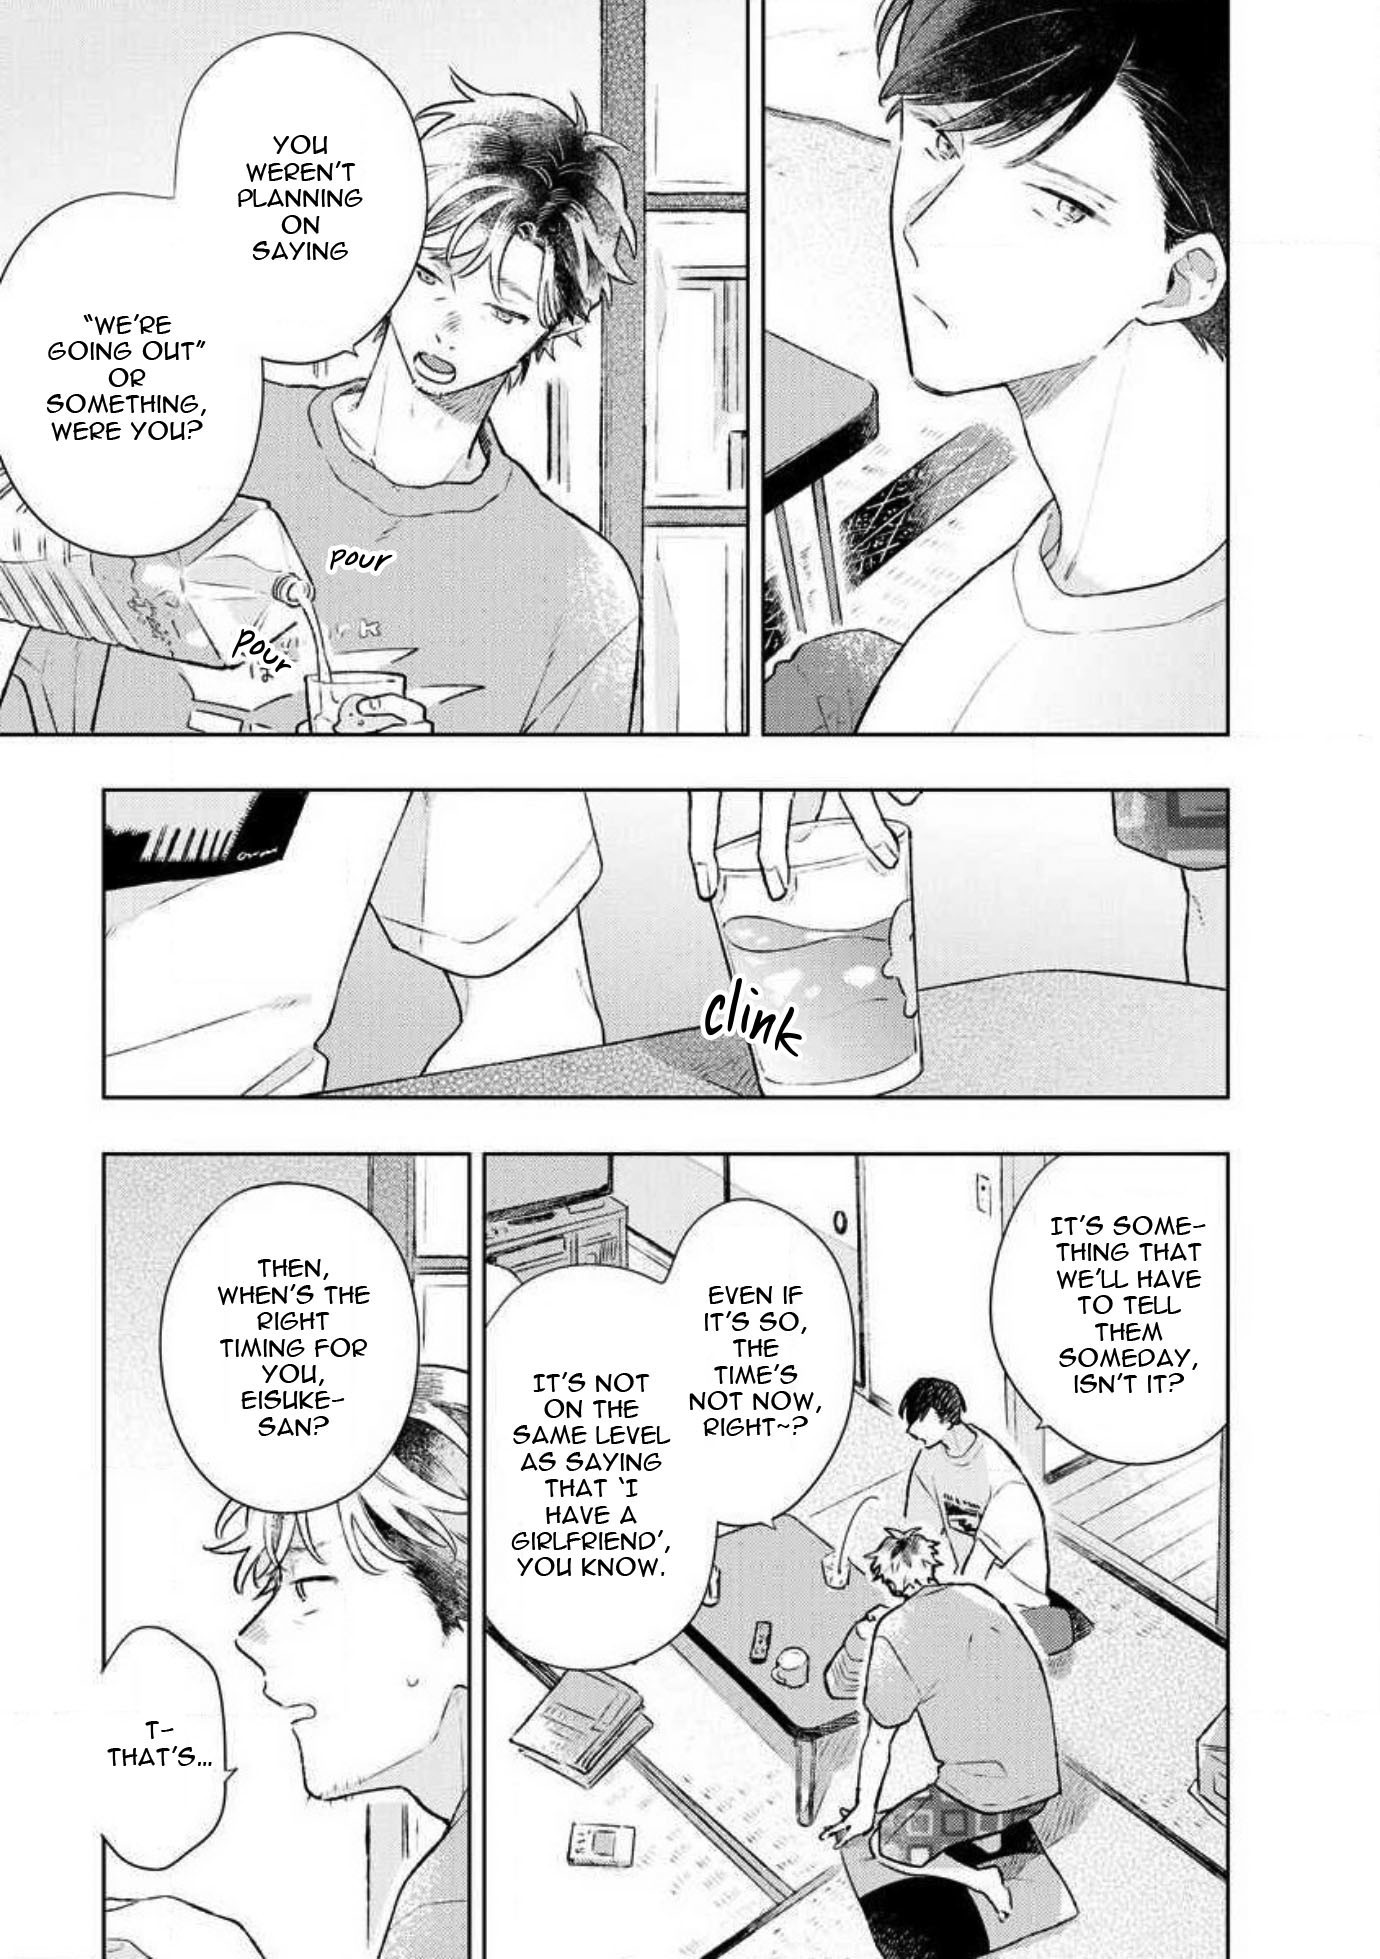 YOU
WEREN'T
PLANNING
ON
SAYING
"WE'RE
GOING OUT"
OR
SOMETHING,
WERE YOU?
pour
pour
clink
IT'S SOME-
THING THAT
WE'LL HAVE
TO TELL
THEM
SOMEDAY,
ISN'T IT?
EVEN IF
IT'S SO,
THE
TIME'S
NOT NOW,
RIGHT~?
IT'S NOT
ON THE
SAME LEVEL
AS SAYING
THAT 'I
HAVE A
GIRLFRIEND',
YOU KNOW.
THEN,
WHEN'S THE
RIGHT
TIMING FOR
YOU,
EISUKE-
SAN?
T-
THAT'S...